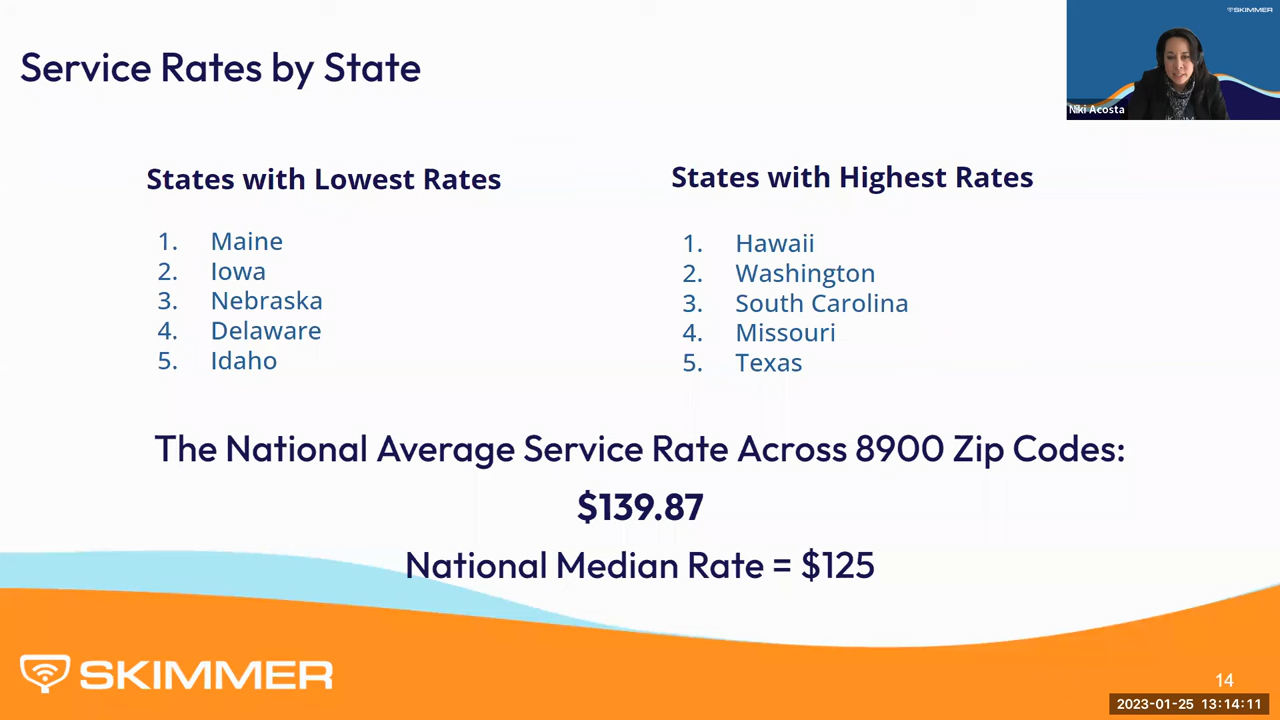 SKIMMER
Service Rates by State
Niki Acosta
States with Lowest Rates
1. Maine
2. Iowa
3. Nebraska
4. Delaware
5. Idaho
States with Highest Rates
1. Hawaii
2. Washington
3. South Carolina
4. Missouri
5. Texas
The National Average Service Rate Across 8900 Zip Codes:
$139.87
National Median Rate = $125
SKIMMER
14
2023-01-25 13:14:11